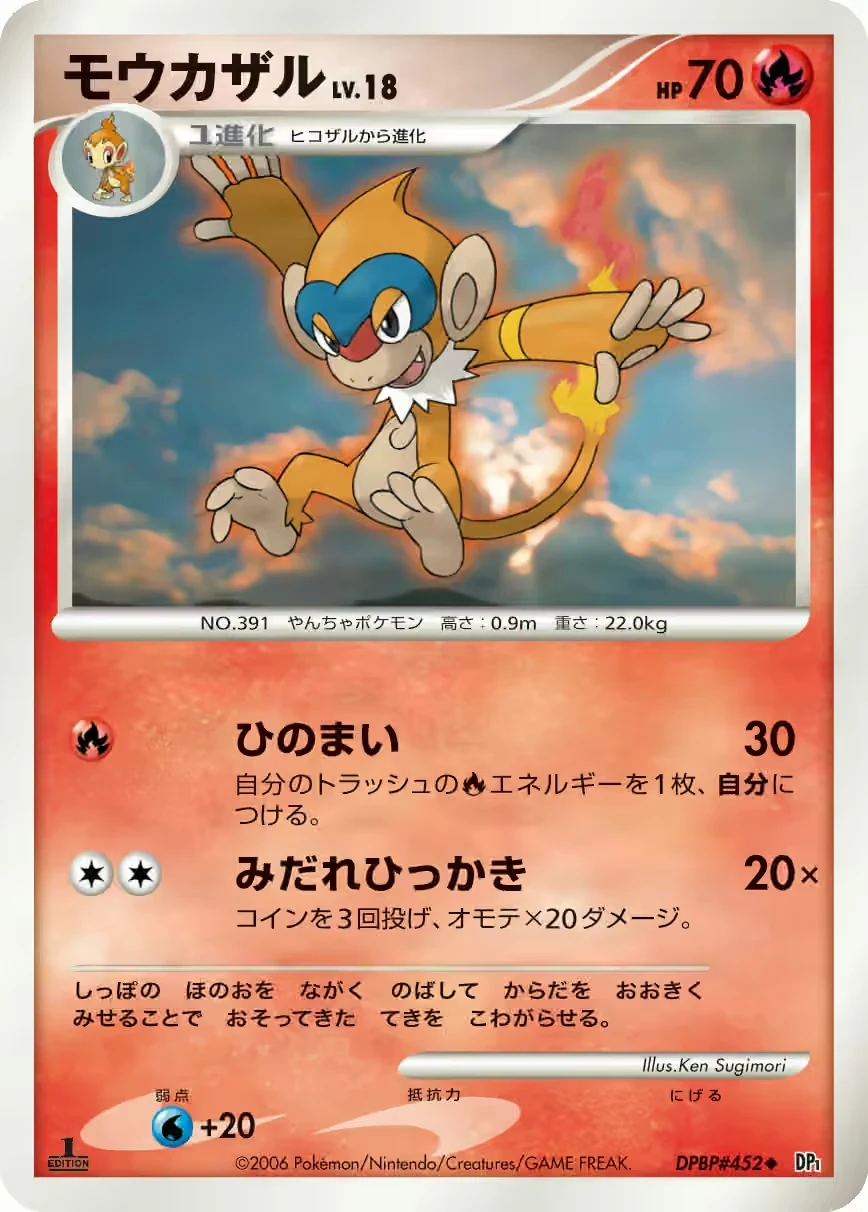 モウカザル LV.18
HP 70
1進化 ヒコザルから進化
NO.391 やんちゃポケモン 高さ：0.9m 重さ：22.0kg
ひのまい 30
自分のトラッシュのエネルギーを1枚、自分に
つける。
みだれひっかき 20×
コインを3回投げ、オモテ×20ダメージ。
しっぽの ほのおを ながく のばして からだを おおきく
みせることで おそってきた てきを こわがらせる。
Illus.Ken Sugimori
弱点 抵抗力 にげる
+20
1 EDITION
©2006 Pokémon/Nintendo/Creatures/GAME FREAK. DPBP#452◆ DP1